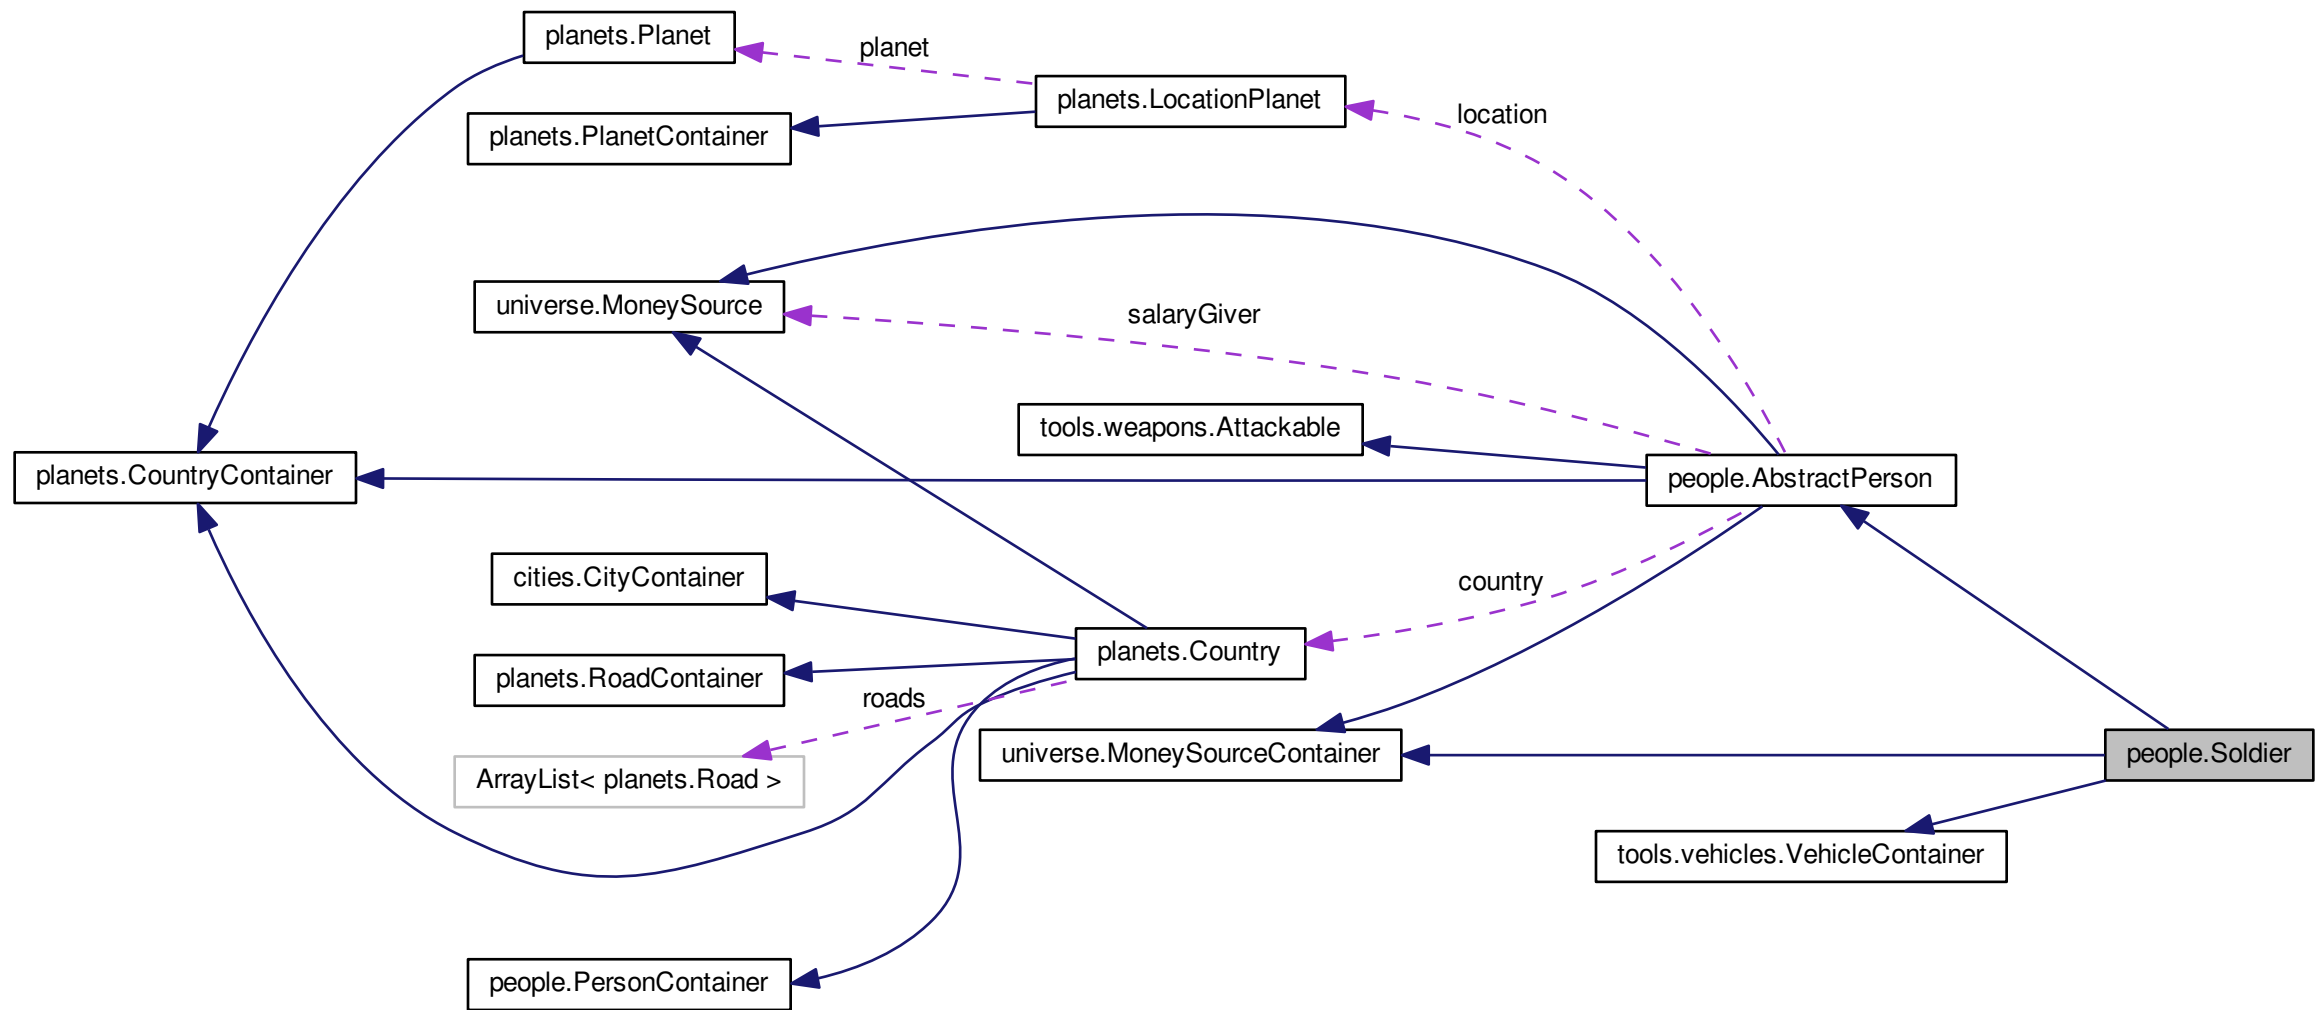 planets.Planet
planet
planets.LocationPlanet
location
planets.PlanetContainer
universe.MoneySource
salaryGiver
tools.weapons.Attackable
planets.CountryContainer
people.AbstractPerson
cities.CityContainer
country
planets.Country
planets.RoadContainer
roads
universe.MoneySourceContainer
people.Soldier
ArrayList< planets.Road >
tools.vehicles.VehicleContainer
people.PersonContainer